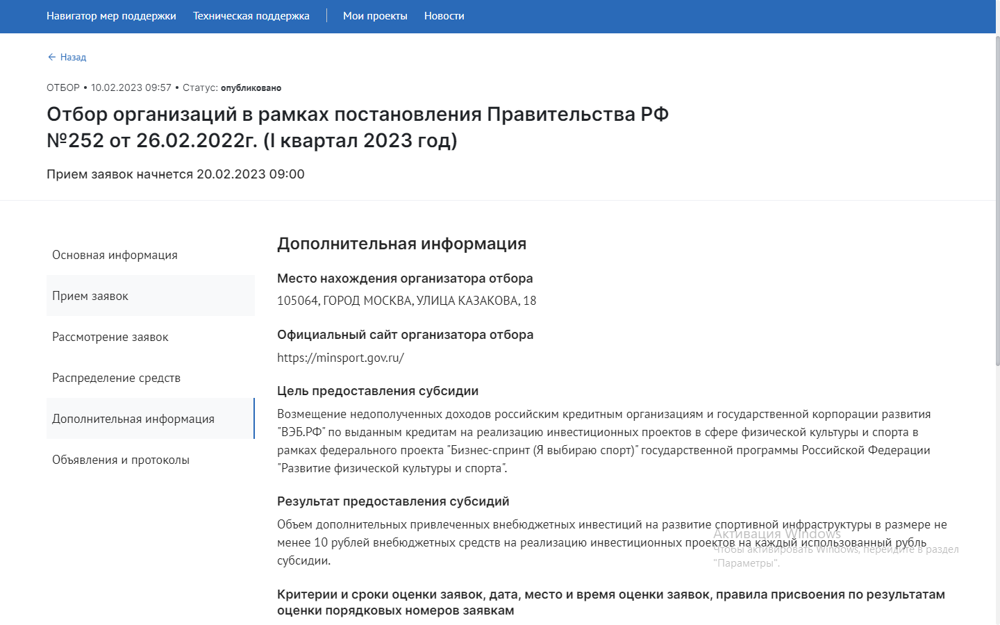 Навигатор мер поддержки Техническая поддержка Мои проекты Новости
← Назад
ОТБОР • 10.02.2023 09:57 • Статус: опубликовано
Отбор организаций в рамках постановления Правительства РФ
№252 от 26.02.2022г. (I квартал 2023 год)
Прием заявок начнется 20.02.2023 09:00
Основная информация
Прием заявок
Рассмотрение заявок
Распределение средств
Дополнительная информация
Объявления и протоколы
Дополнительная информация
Место нахождения организатора отбора
105064, ГОРОД МОСКВА, УЛИЦА КАЗАКОВА, 18
Официальный сайт организатора отбора
https://minsport.gov.ru/
Цель предоставления субсидии
Возмещение недополученных доходов российским кредитным организациям и государственной корпорации развития
"ВЭБ.РФ" по выданным кредитам на реализацию инвестиционных проектов в сфере физической культуры и спорта в
рамках федерального проекта "Бизнес-спринт (Я выбираю спорт)" государственной программы Российской Федерации
"Развитие физической культуры и спорта".
Результат предоставления субсидий
Объем дополнительных привлеченных внебюджетных инвестиций на развитие спортивной инфраструктуры в размере не
менее 10 рублей внебюджетных средств на реализацию инвестиционных проектов на каждый использованный рубль
субсидии.
Активация Windows
Чтобы активировать Windows, перейдите в раздел
"Параметры".
Критерии и сроки оценки заявок, дата, место и время оценки заявок, правила присвоения по результатам
оценки порядковых номеров заявкам